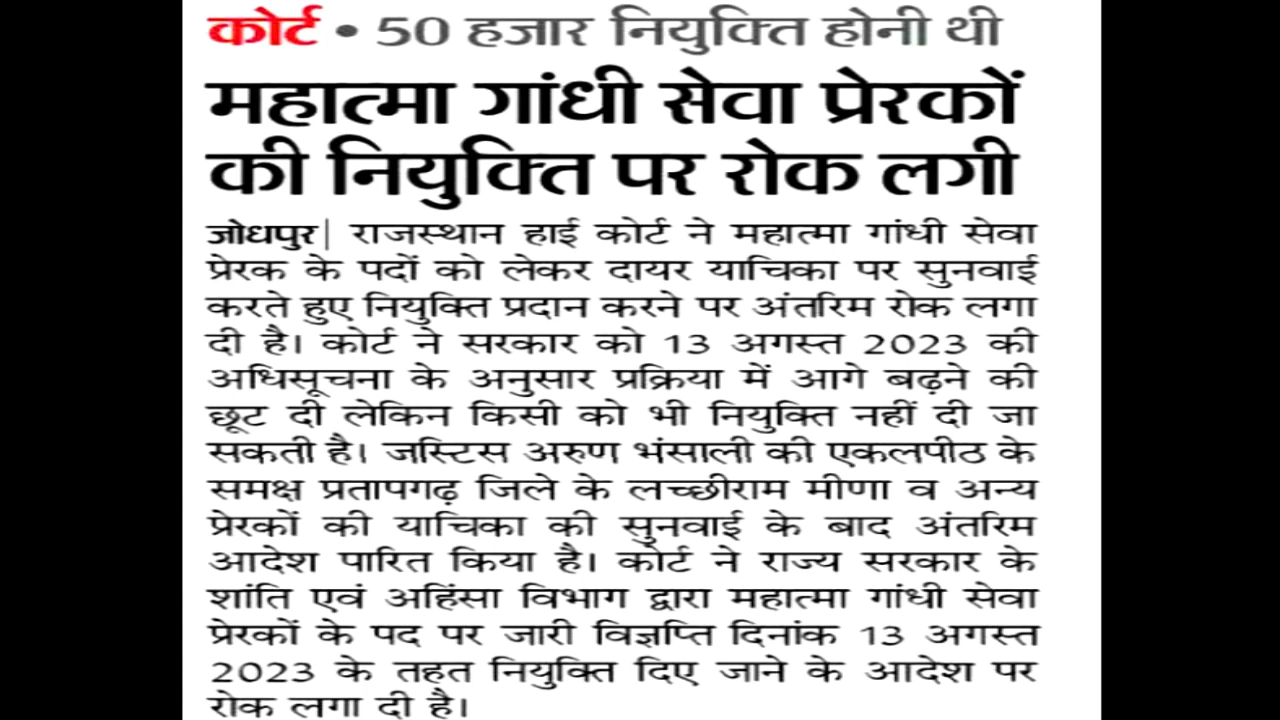 कोर्ट • 50 हजार नियुक्ति होनी थी
महात्मा गांधी सेवा प्रेरकों
की नियुक्ति पर रोक लगी
जोधपुर| राजस्थान हाई कोर्ट ने महात्मा गांधी सेवा
प्रेरक के पदों को लेकर दायर याचिका पर सुनवाई
करते हुए नियुक्ति प्रदान करने पर अंतरिम रोक लगा
दी है। कोर्ट ने सरकार को 13 अगस्त 2023 की
अधिसूचना के अनुसार प्रक्रिया में आगे बढ़ने की
छूट दी लेकिन किसी को भी नियुक्ति नहीं दी जा
सकती है। जस्टिस अरुण भंसाली की एकलपीठ के
समक्ष प्रतापगढ़ जिले के लच्छीराम मीणा व अन्य
प्रेरकों की याचिका की सुनवाई के बाद अंतरिम
आदेश पारित किया है। कोर्ट ने राज्य सरकार के
शांति एवं अहिंसा विभाग द्वारा महात्मा गांधी सेवा
प्रेरकों के पद पर जारी विज्ञप्ति दिनांक 13 अगस्त
2023 के तहत नियुक्ति दिए जाने के आदेश पर
रोक लगा दी है।